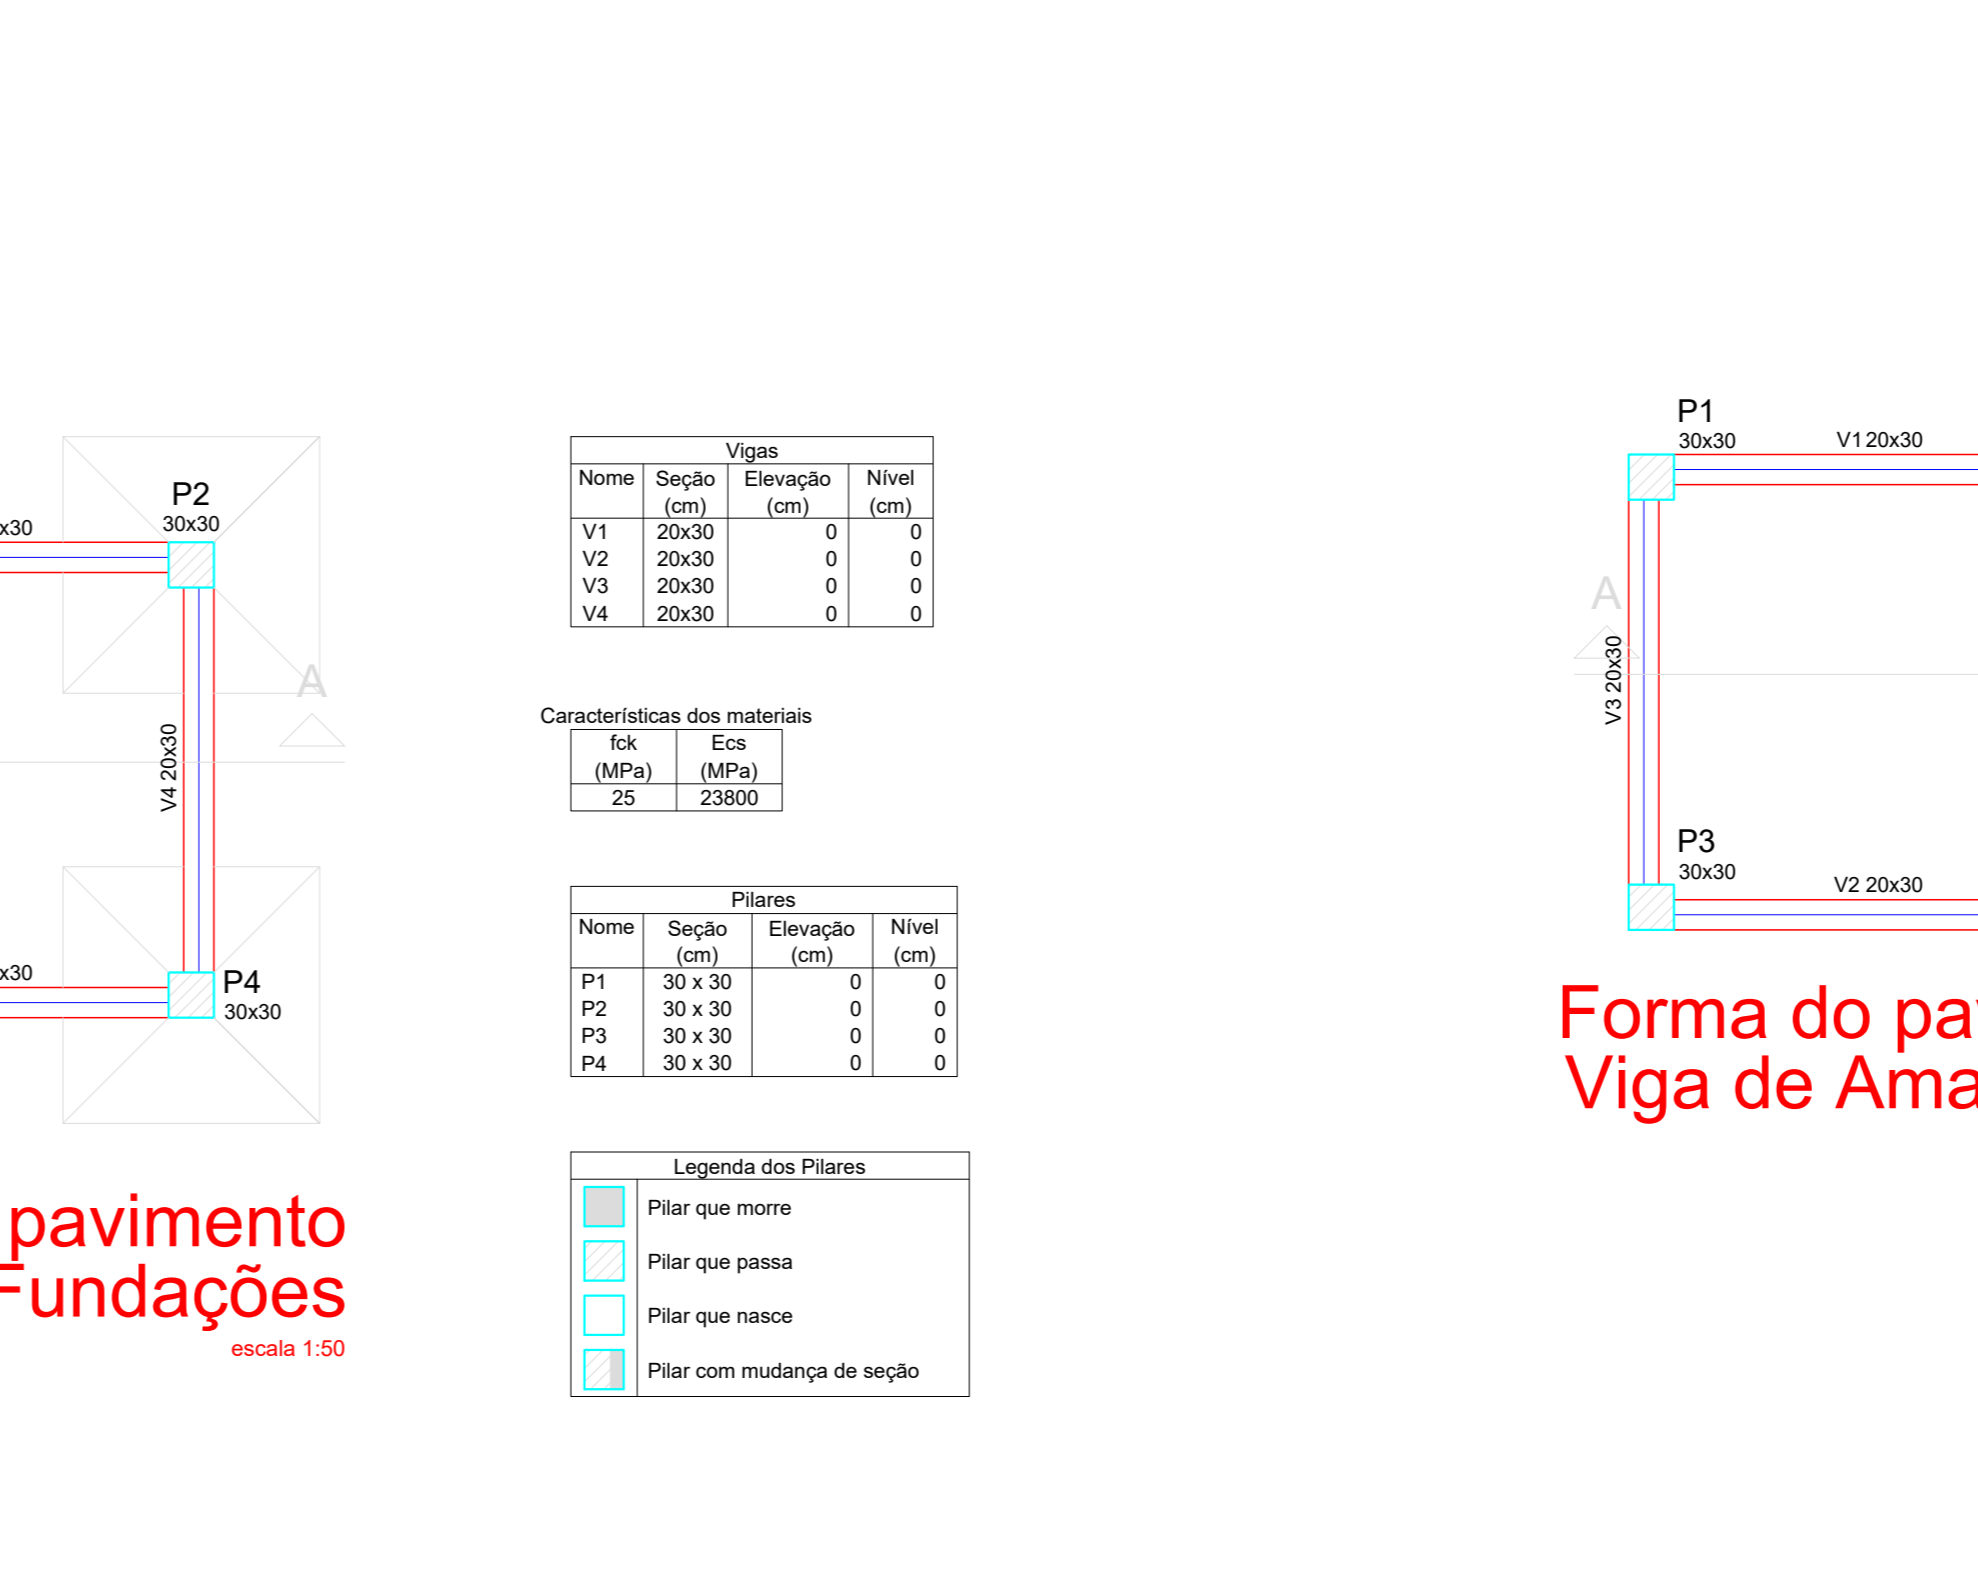 P2
30x30
x30
A
V4 20x30
x30
P4
30x30
pavimento
Fundações
escala 1:50
Vigas
Nome Seção Elevação Nível
(cm) (cm) (cm)
V1 20x30 0 0
V2 20x30 0 0
V3 20x30 0 0
V4 20x30 0 0
Características dos materiais
fck Ecs
(MPa) (MPa)
25 23800
Pilares
Nome Seção Elevação Nível
(cm) (cm) (cm)
P1 30 x 30 0 0
P2 30 x 30 0 0
P3 30 x 30 0 0
P4 30 x 30 0 0
Legenda dos Pilares
Pilar que morre
Pilar que passa
Pilar que nasce
Pilar com mudança de seção
P1
30x30
V1 20x30
A
V3 20x30
P3
30x30
V2 20x30
Forma do pa
Viga de Ama